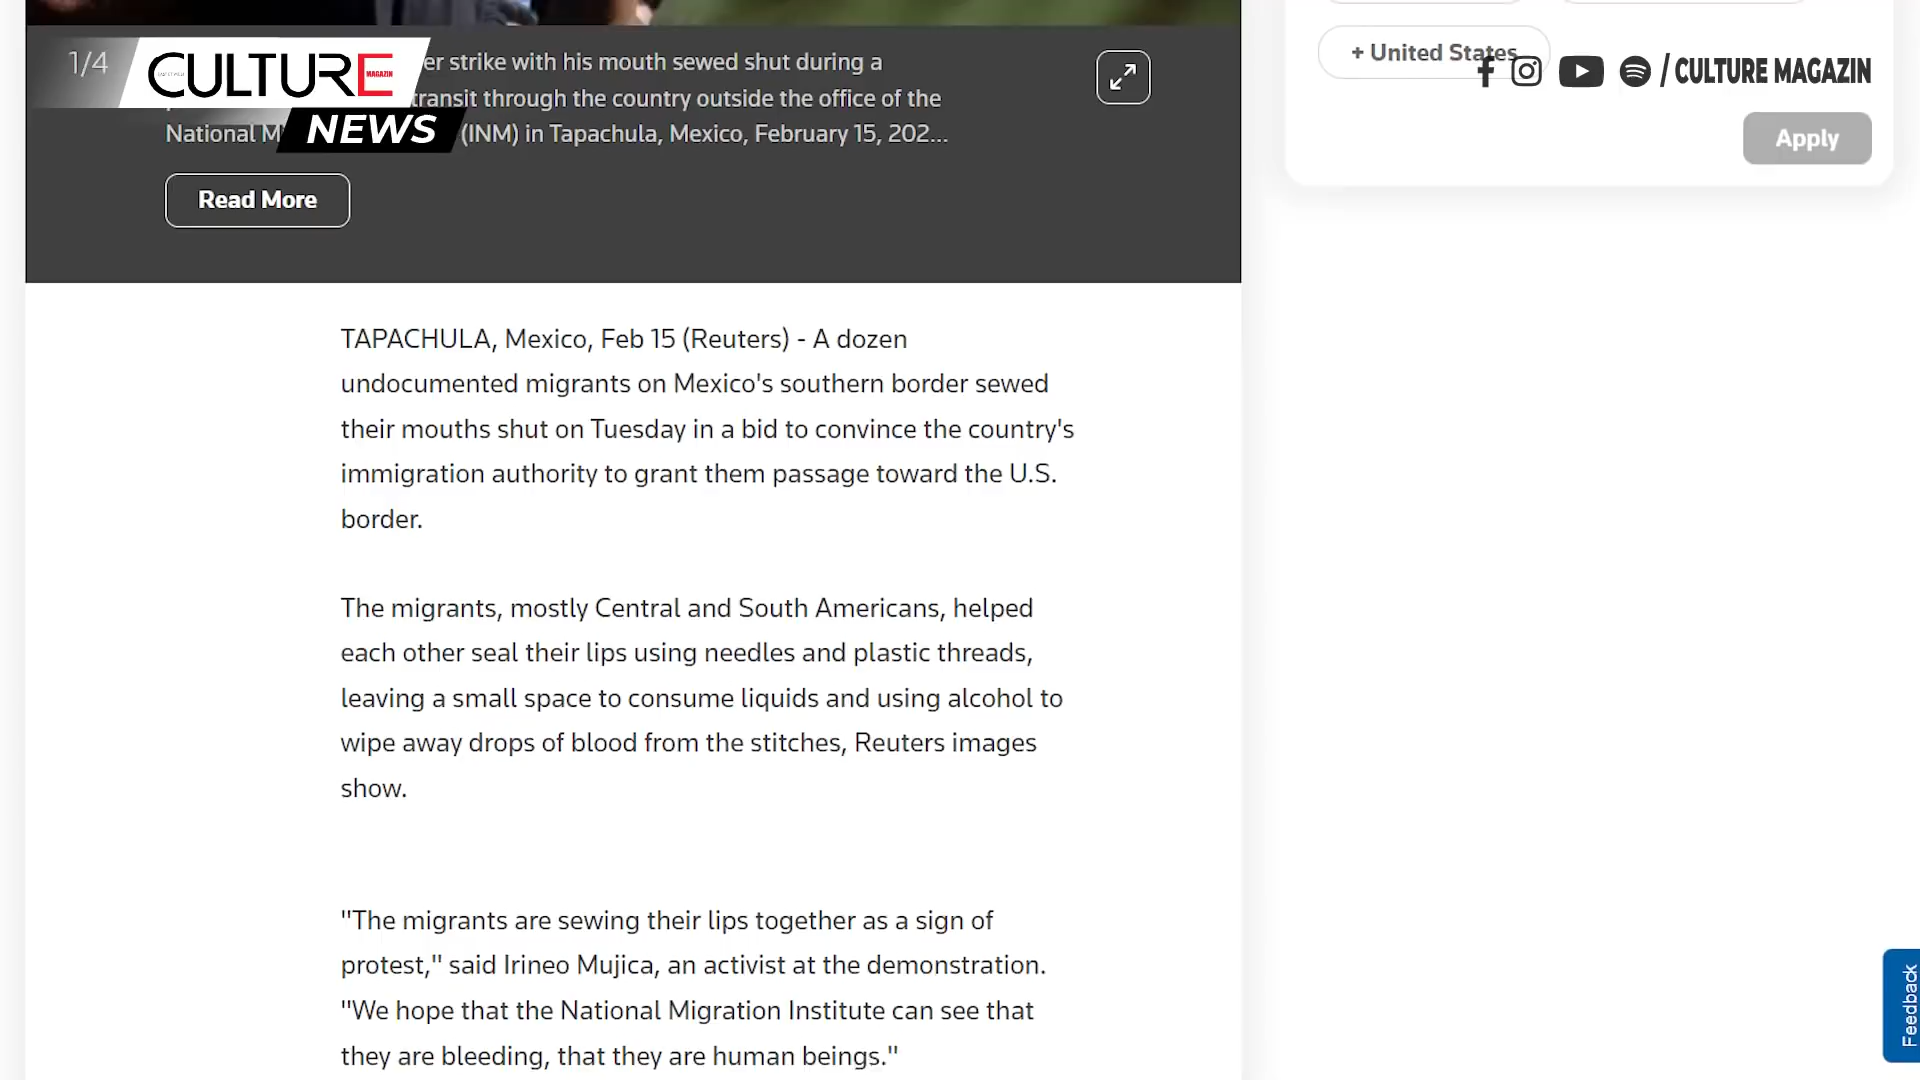 1/4
CULTURE
MAGAZIN
NEWS
er strike with his mouth sewed shut during a
transit through the country outside the office of the
National M (INM) in Tapachula, Mexico, February 15, 202...
Read More
+ United States
/ CULTURE MAGAZIN
Apply
TAPACHULA, Mexico, Feb 15 (Reuters) - A dozen
undocumented migrants on Mexico's southern border sewed
their mouths shut on Tuesday in a bid to convince the country's
immigration authority to grant them passage toward the U.S.
border.
The migrants, mostly Central and South Americans, helped
each other seal their lips using needles and plastic threads,
leaving a small space to consume liquids and using alcohol to
wipe away drops of blood from the stitches, Reuters images
show.
"The migrants are sewing their lips together as a sign of
protest," said Irineo Mujica, an activist at the demonstration.
"We hope that the National Migration Institute can see that
they are bleeding, that they are human beings."
Feedback